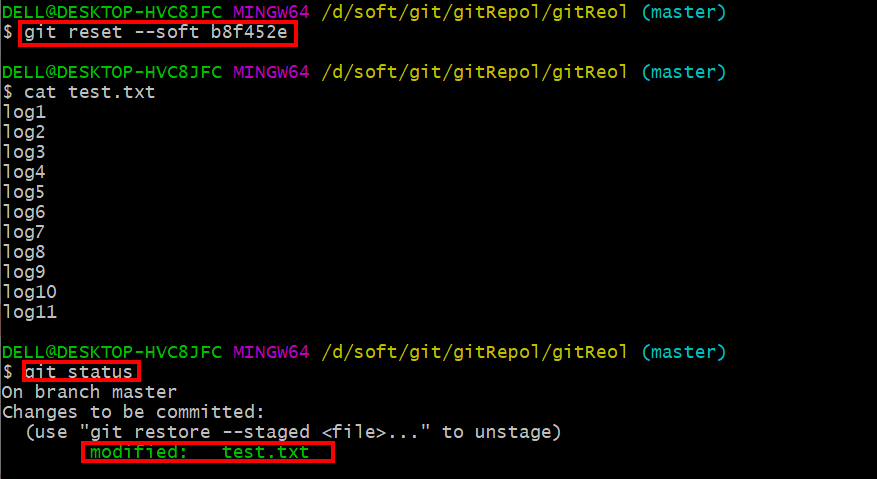 DELL@DESKTOP-HVC8JFC MINGW64 /d/soft/git/gitRepol/gitReol (master)
$ git reset --soft b8f452e
DELL@DESKTOP-HVC8JFC MINGW64 /d/soft/git/gitRepol/gitReol (master)
$ cat test.txt
log1
log2
log3
log4
log5
log6
log7
log8
log9
log10
log11
DELL@DESKTOP-HVC8JFC MINGW64 /d/soft/git/gitRepol/gitReol (master)
$ git status
On branch master
Changes to be committed:
  (use "git restore --staged <file>..." to unstage)
        modified:   test.txt